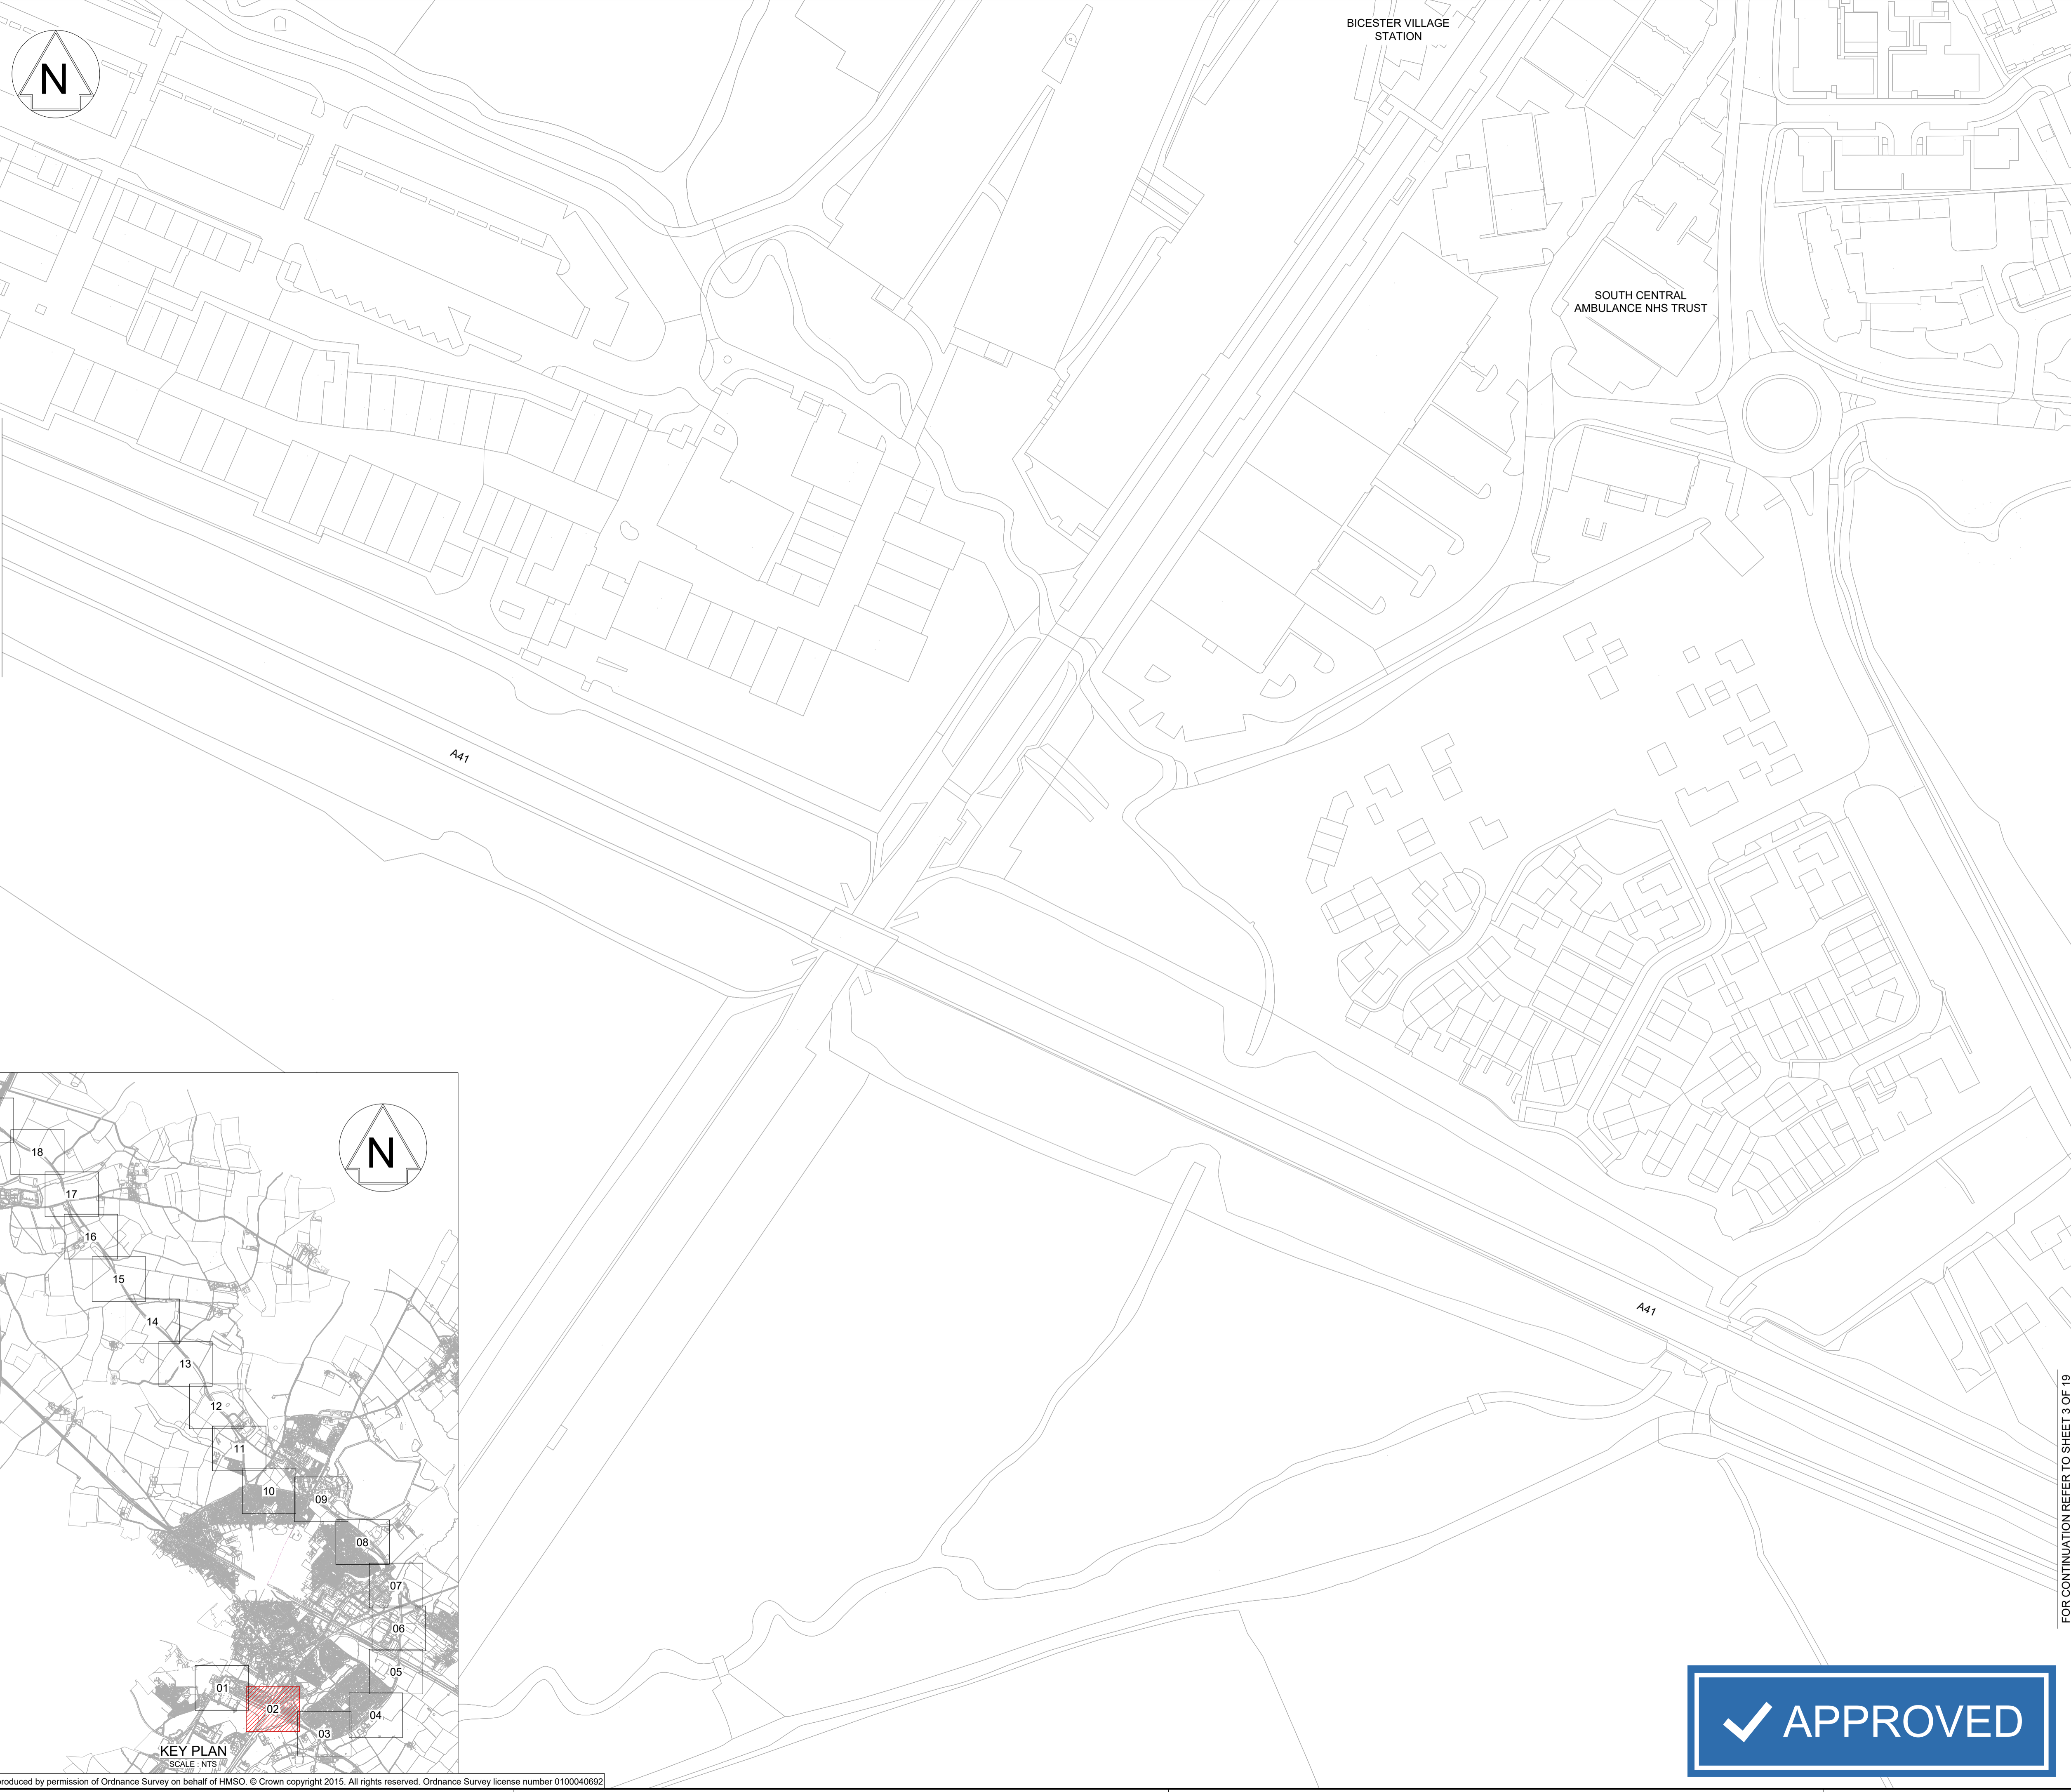 BICESTER VILLAGE
STATION
N
SOUTH CENTRAL
AMBULANCE NHS TRUST
A41
A41
N
18
17
16
15
14
13
12
11
10
09
08
07
06
05
01
02
04
03
KEY PLAN
SCALE : NTS
FOR CONTINUATION REFER TO SHEET 3 OF 19
APPROVED
roduced by permission of Ordnance Survey on behalf of HMSO. © Crown copyright 2015. All rights reserved. Ordnance Survey license number 0100040692